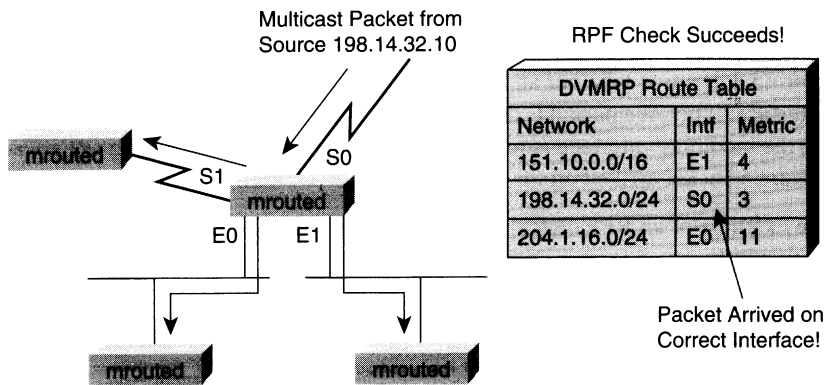 Multicast Packet from
Source 198.14.32.10
RPF Check Succeeds!
DVMRP Route Table
Network Intf Metric
151.10.0.0/16 E1 4
198.14.32.0/24 S0 3
204.1.16.0/24 E0 11
mrouted
S1
S0
mrouted
E0
E1
mrouted
mrouted
Packet Arrived on
Correct Interface!